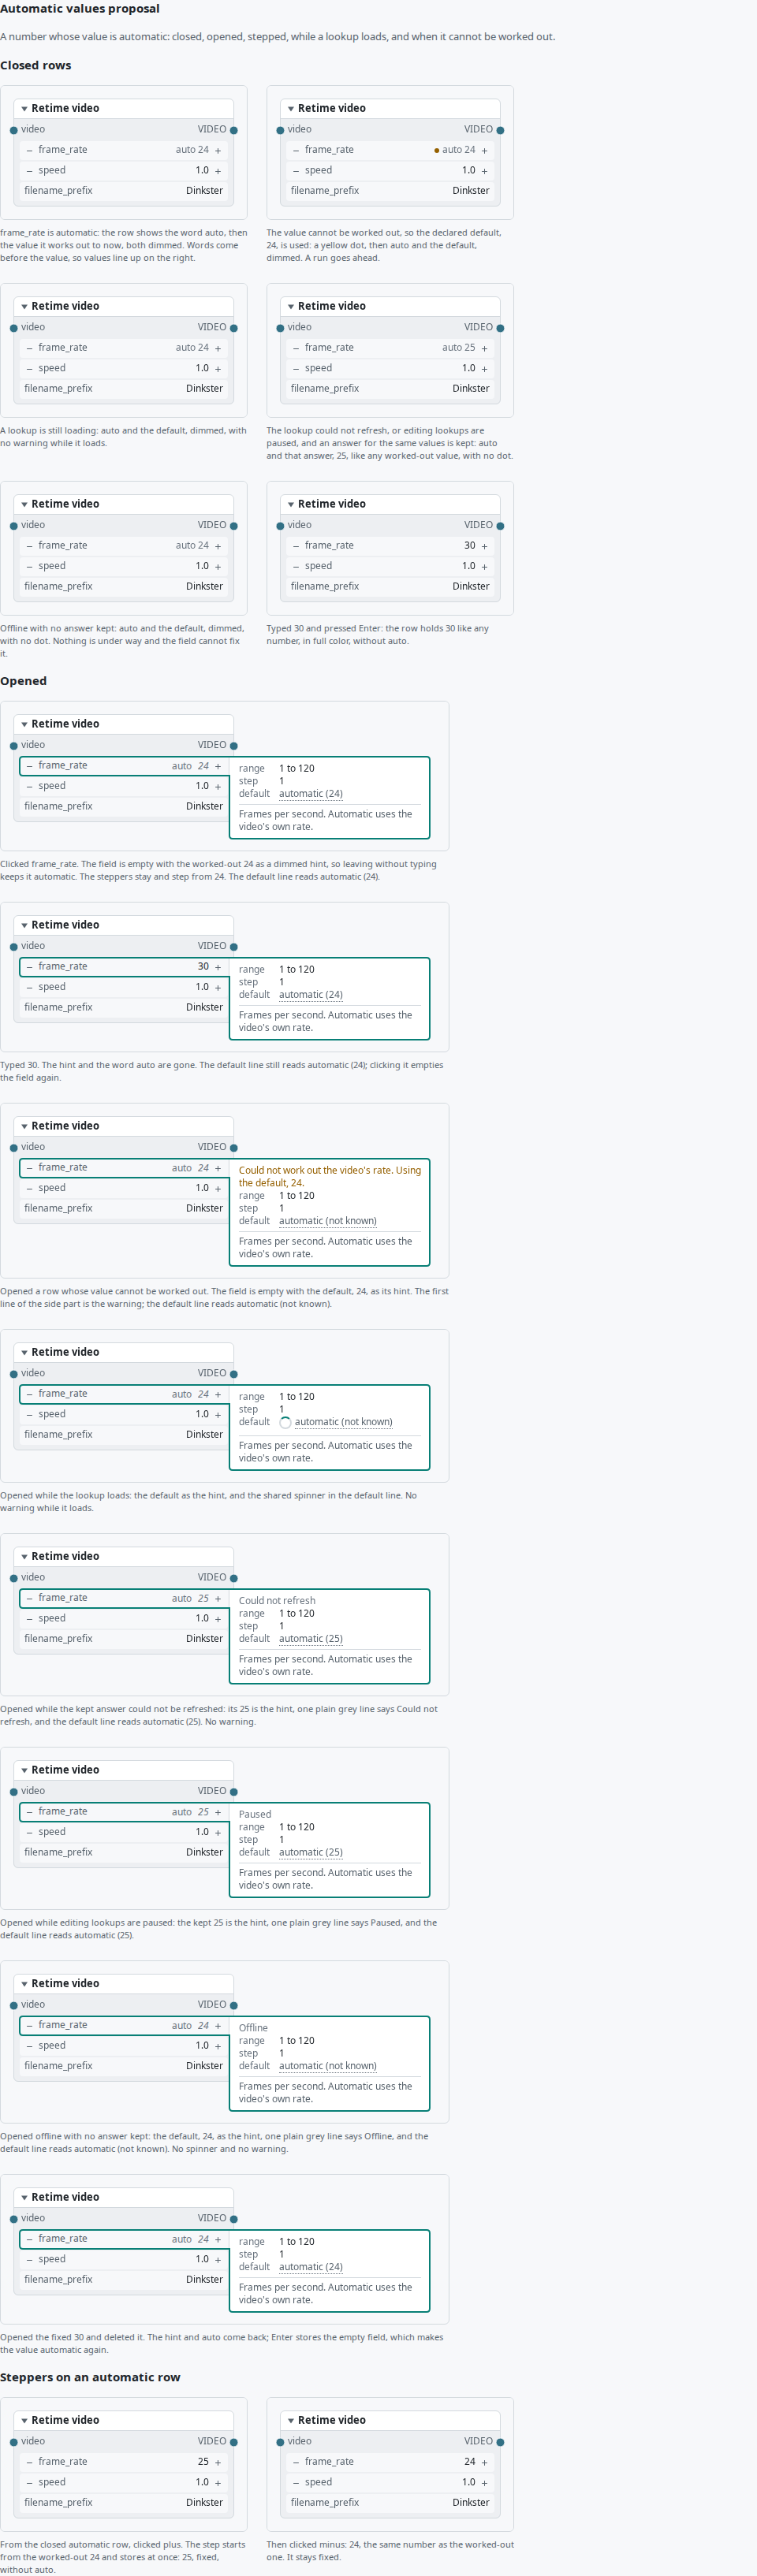 Automatic values proposal
A number whose value is automatic: closed, opened, stepped, while a lookup loads, and when it cannot be worked out.
Closed rows
Retime video
video VIDEO
− frame_rate auto 24 +
− speed 1.0 +
filename_prefix Dinkster
frame_rate is automatic: the row shows the word auto, then
the value it works out to now, both dimmed. Words come
before the value, so values line up on the right.
Retime video
video VIDEO
− frame_rate auto 24 +
− speed 1.0 +
filename_prefix Dinkster
The value cannot be worked out, so the declared default,
24, is used: a yellow dot, then auto and the default,
dimmed. A run goes ahead.
Retime video
video VIDEO
− frame_rate auto 24 +
− speed 1.0 +
filename_prefix Dinkster
A lookup is still loading: auto and the default, dimmed, with
no warning while it loads.
Retime video
video VIDEO
− frame_rate auto 25 +
− speed 1.0 +
filename_prefix Dinkster
The lookup could not refresh, or editing lookups are
paused, and an answer for the same values is kept: auto
and that answer, 25, like any worked-out value, with no dot.
Retime video
video VIDEO
− frame_rate auto 24 +
− speed 1.0 +
filename_prefix Dinkster
Offline with no answer kept: auto and the default, dimmed,
with no dot. Nothing is under way and the field cannot fix
it.
Retime video
video VIDEO
− frame_rate 30 +
− speed 1.0 +
filename_prefix Dinkster
Typed 30 and pressed Enter: the row holds 30 like any
number, in full color, without auto.
Opened
Retime video
video VIDEO
− frame_rate auto 24 +
− speed 1.0 +
filename_prefix Dinkster
range 1 to 120
step 1
default automatic (24)
Frames per second. Automatic uses the
video's own rate.
Clicked frame_rate. The field is empty with the worked-out 24 as a dimmed hint, so leaving without typing
keeps it automatic. The steppers stay and step from 24. The default line reads automatic (24).
Retime video
video VIDEO
− frame_rate 30 +
− speed 1.0 +
filename_prefix Dinkster
range 1 to 120
step 1
default automatic (24)
Frames per second. Automatic uses the
video's own rate.
Typed 30. The hint and the word auto are gone. The default line still reads automatic (24); clicking it empties
the field again.
Retime video
video VIDEO
− frame_rate auto 24 +
− speed 1.0 +
filename_prefix Dinkster
Could not work out the video's rate. Using
the default, 24.
range 1 to 120
step 1
default automatic (not known)
Frames per second. Automatic uses the
video's own rate.
Opened a row whose value cannot be worked out. The field is empty with the default, 24, as its hint. The first
line of the side part is the warning; the default line reads automatic (not known).
Retime video
video VIDEO
− frame_rate auto 24 +
− speed 1.0 +
filename_prefix Dinkster
range 1 to 120
step 1
default automatic (not known)
Frames per second. Automatic uses the
video's own rate.
Opened while the lookup loads: the default as the hint, and the shared spinner in the default line. No
warning while it loads.
Retime video
video VIDEO
− frame_rate auto 25 +
− speed 1.0 +
filename_prefix Dinkster
Could not refresh
range 1 to 120
step 1
default automatic (25)
Frames per second. Automatic uses the
video's own rate.
Opened while the kept answer could not be refreshed: its 25 is the hint, one plain grey line says Could not
refresh, and the default line reads automatic (25). No warning.
Retime video
video VIDEO
− frame_rate auto 25 +
− speed 1.0 +
filename_prefix Dinkster
Paused
range 1 to 120
step 1
default automatic (25)
Frames per second. Automatic uses the
video's own rate.
Opened while editing lookups are paused: the kept 25 is the hint, one plain grey line says Paused, and the
default line reads automatic (25).
Retime video
video VIDEO
− frame_rate auto 24 +
− speed 1.0 +
filename_prefix Dinkster
Offline
range 1 to 120
step 1
default automatic (not known)
Frames per second. Automatic uses the
video's own rate.
Opened offline with no answer kept: the default, 24, as the hint, one plain grey line says Offline, and the
default line reads automatic (not known). No spinner and no warning.
Retime video
video VIDEO
− frame_rate auto 24 +
− speed 1.0 +
filename_prefix Dinkster
range 1 to 120
step 1
default automatic (24)
Frames per second. Automatic uses the
video's own rate.
Opened the fixed 30 and deleted it. The hint and auto come back; Enter stores the empty field, which makes
the value automatic again.
Steppers on an automatic row
Retime video
video VIDEO
− frame_rate 25 +
− speed 1.0 +
filename_prefix Dinkster
From the closed automatic row, clicked plus. The step starts
from the worked-out 24 and stores at once: 25, fixed,
without auto.
Retime video
video VIDEO
− frame_rate 24 +
− speed 1.0 +
filename_prefix Dinkster
Then clicked minus: 24, the same number as the worked-out
one. It stays fixed.